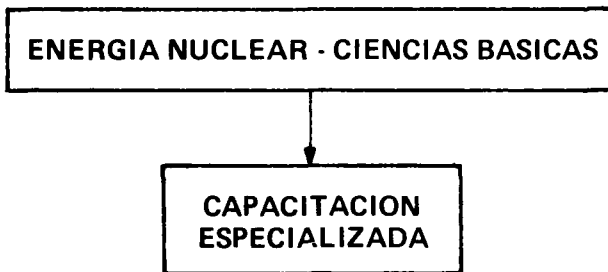 ENERGIA NUCLEAR - CIENCIAS BASICAS
CAPACITACION
ESPECIALIZADA